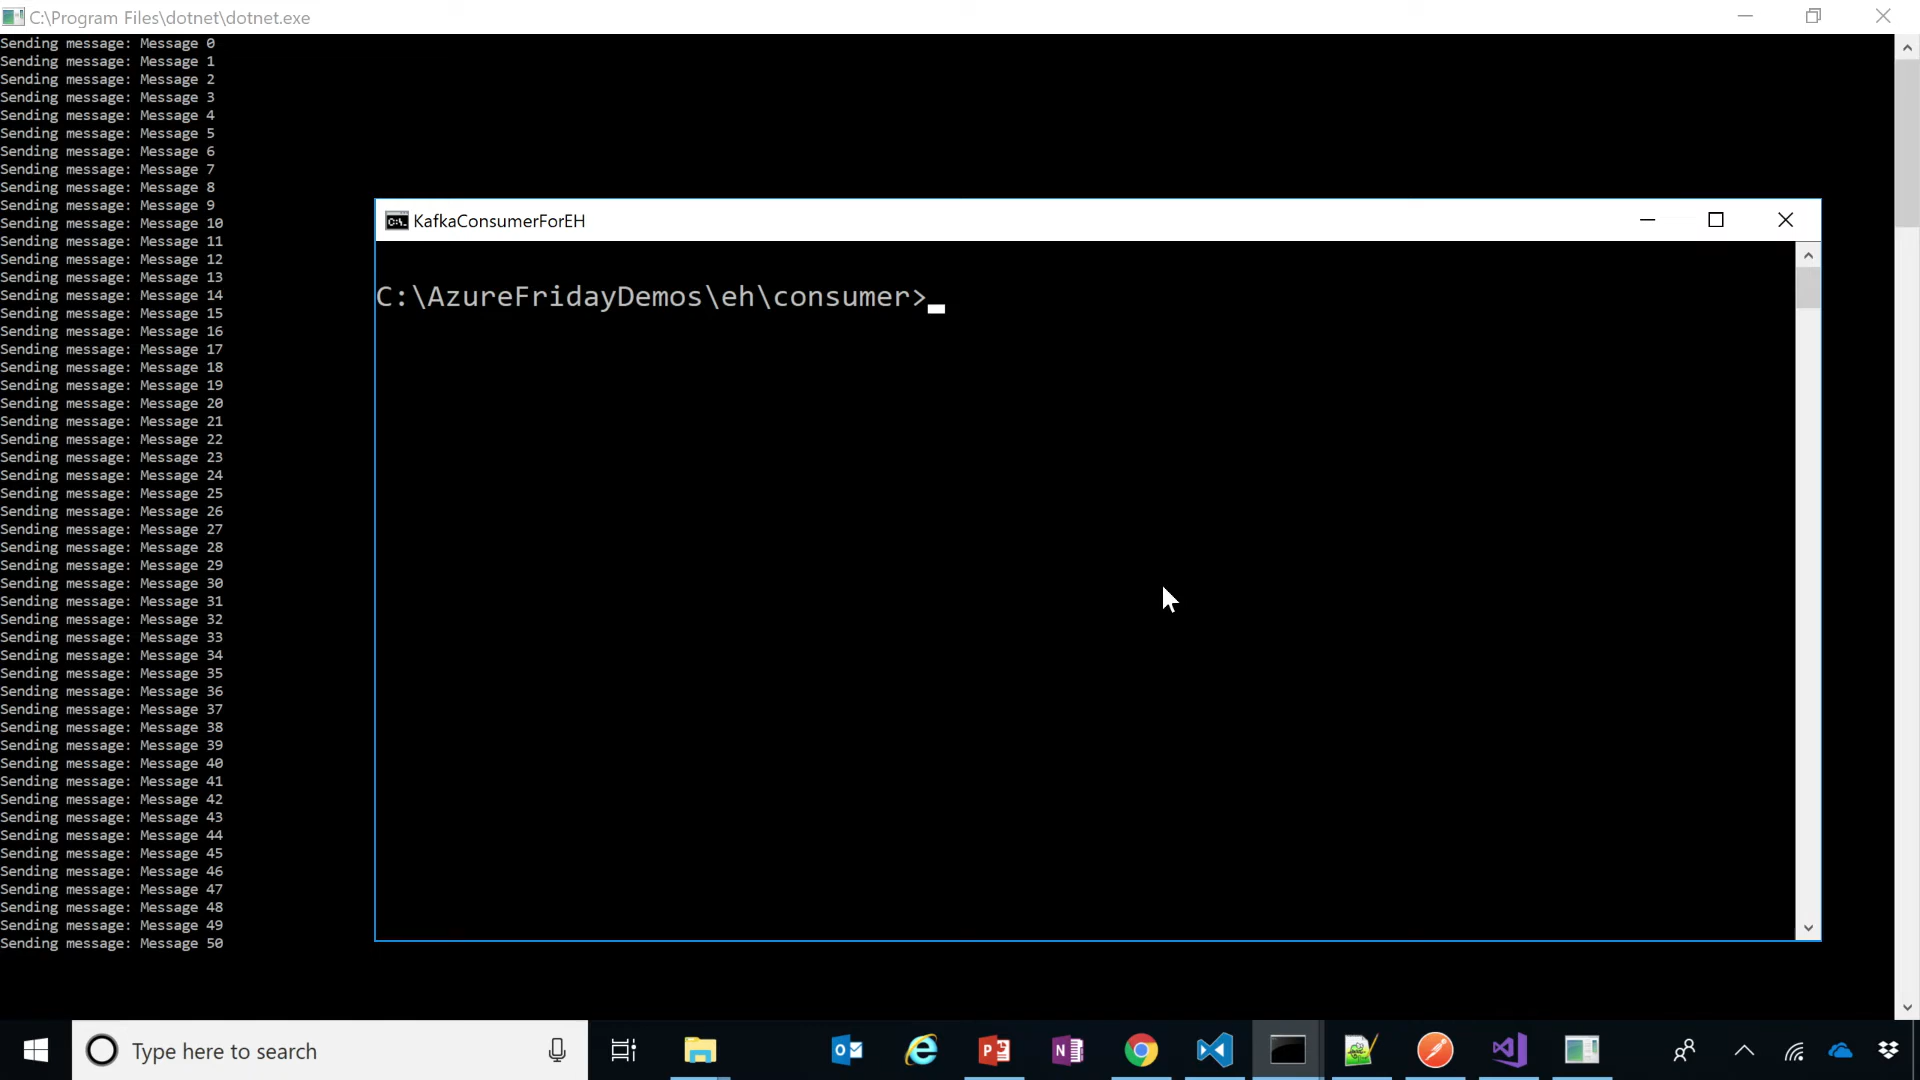 C:\Program Files\dotnet\dotnet.exe
Sending message: Message 0
Sending message: Message 1
Sending message: Message 2
Sending message: Message 3
Sending message: Message 4
Sending message: Message 5
Sending message: Message 6
Sending message: Message 7
Sending message: Message 8
Sending message: Message 9
Sending message: Message 10
Sending message: Message 11
Sending message: Message 12
Sending message: Message 13
Sending message: Message 14
Sending message: Message 15
Sending message: Message 16
Sending message: Message 17
Sending message: Message 18
Sending message: Message 19
Sending message: Message 20
Sending message: Message 21
Sending message: Message 22
Sending message: Message 23
Sending message: Message 24
Sending message: Message 25
Sending message: Message 26
Sending message: Message 27
Sending message: Message 28
Sending message: Message 29
Sending message: Message 30
Sending message: Message 31
Sending message: Message 32
Sending message: Message 33
Sending message: Message 34
Sending message: Message 35
Sending message: Message 36
Sending message: Message 37
Sending message: Message 38
Sending message: Message 39
Sending message: Message 40
Sending message: Message 41
Sending message: Message 42
Sending message: Message 43
Sending message: Message 44
Sending message: Message 45
Sending message: Message 46
Sending message: Message 47
Sending message: Message 48
Sending message: Message 49
Sending message: Message 50
KafkaConsumerForEH
C:\AzureFridayDemos\eh\consumer>
Type here to search